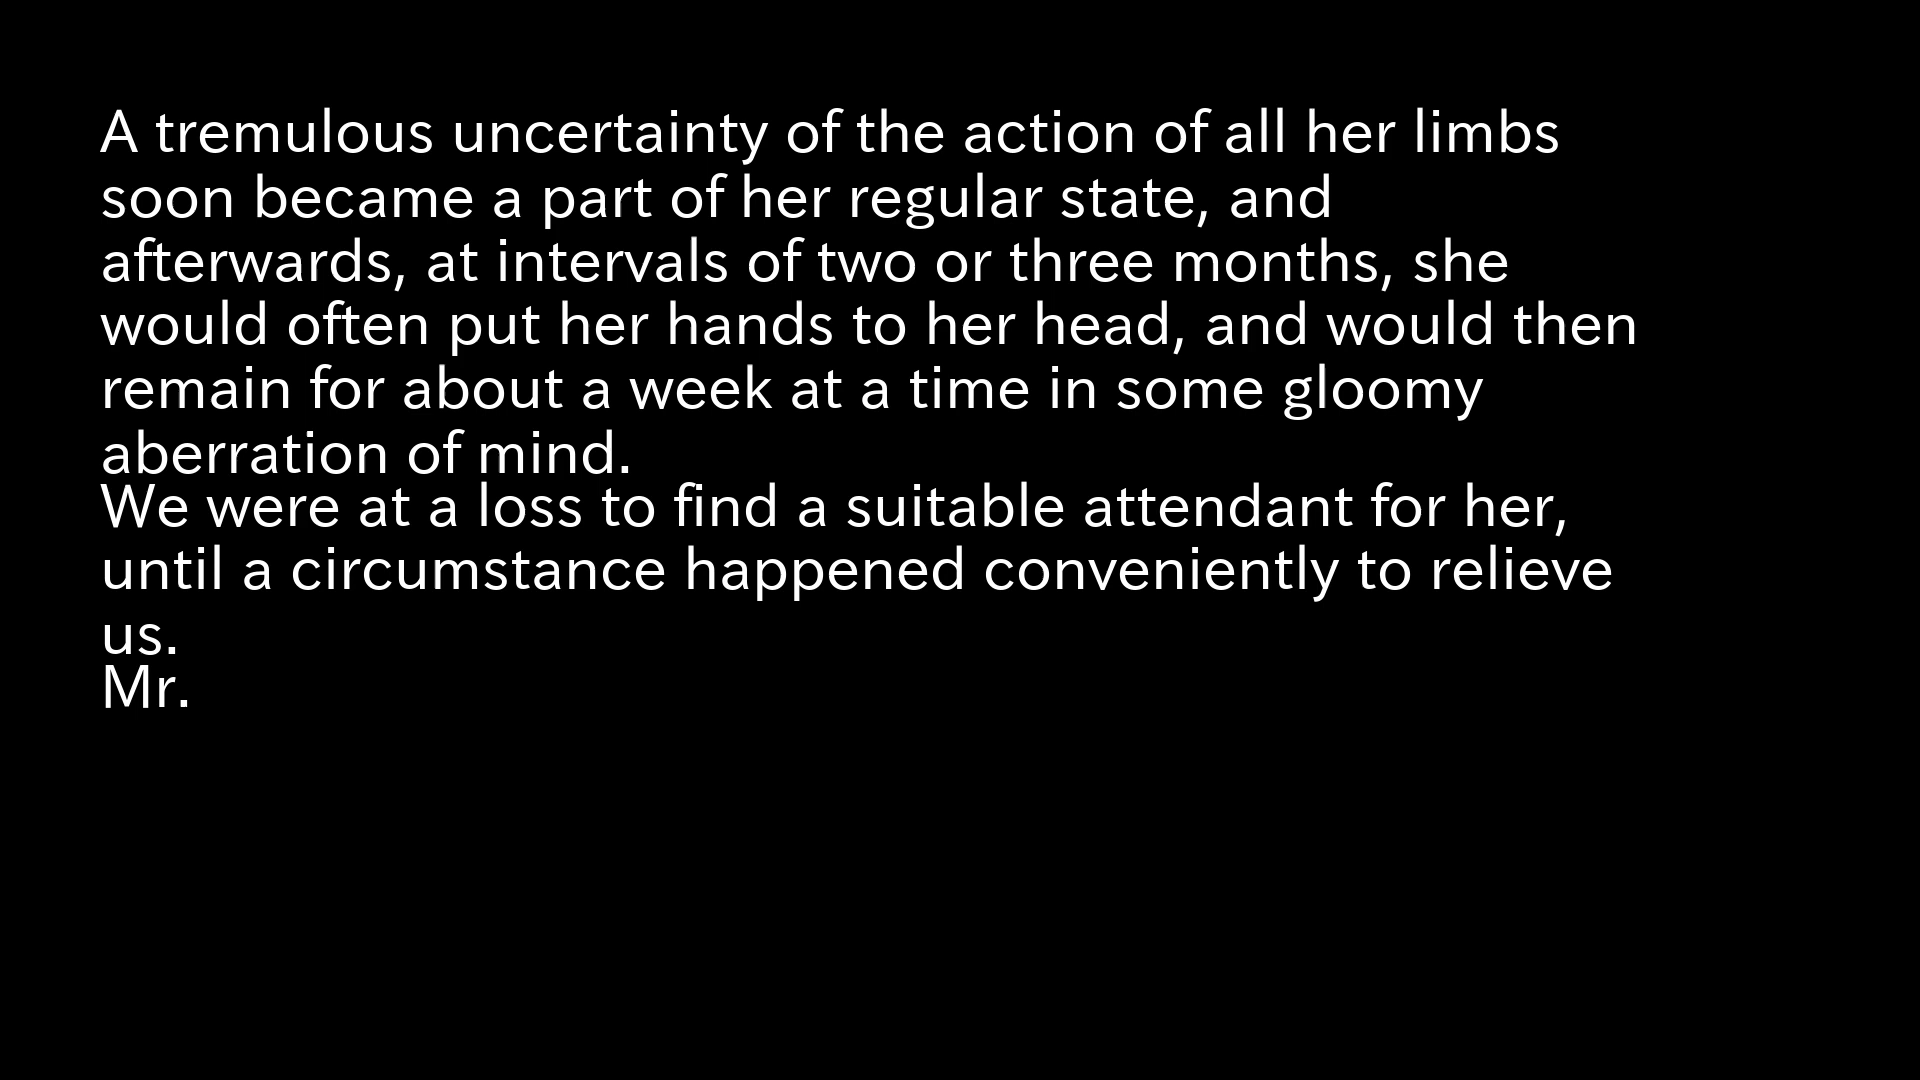 A tremulous uncertainty of the action of all her limbs
soon became a part of her regular state, and
afterwards, at intervals of two or three months, she
would often put her hands to her head, and would then
remain for about a week at a time in some gloomy
aberration of mind.
We were at a loss to find a suitable attendant for her,
until a circumstance happened conveniently to relieve
us.
Mr.